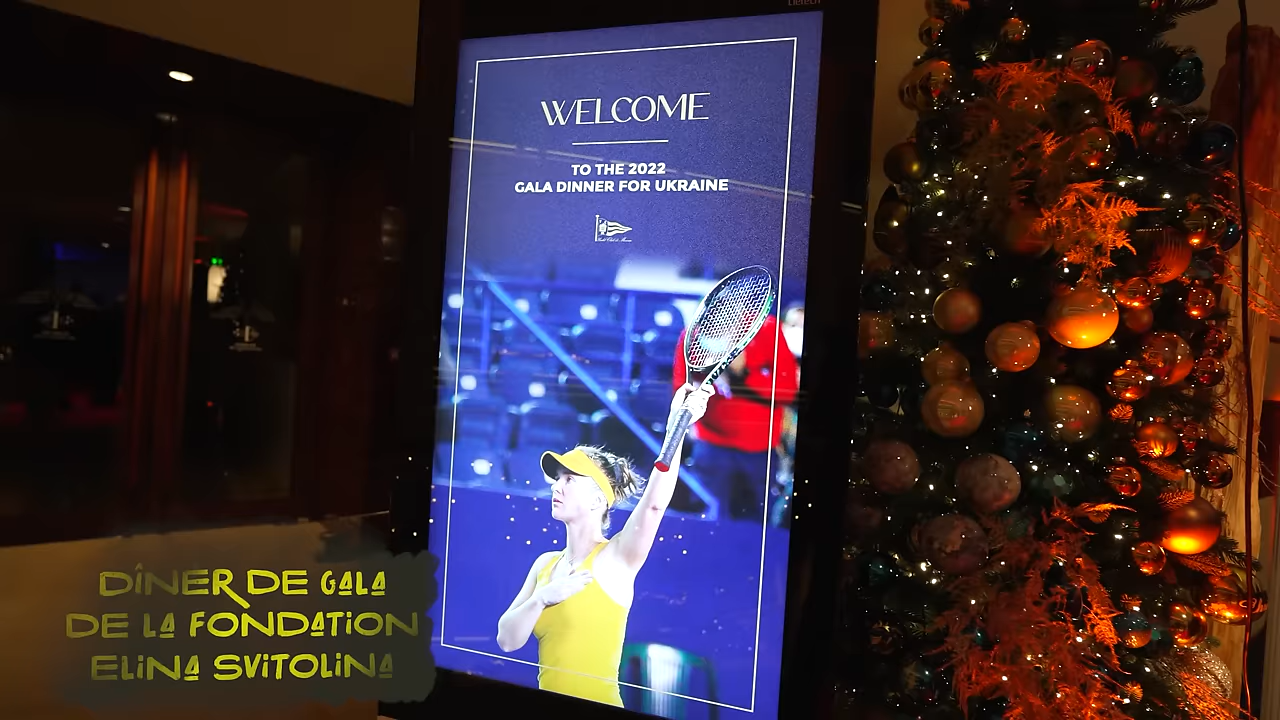 WELCOME
TO THE 2022
GALA DINNER FOR UKRAINE
DÎNER DE GALA
DE LA FONDATION
ELINA SVITOLINA